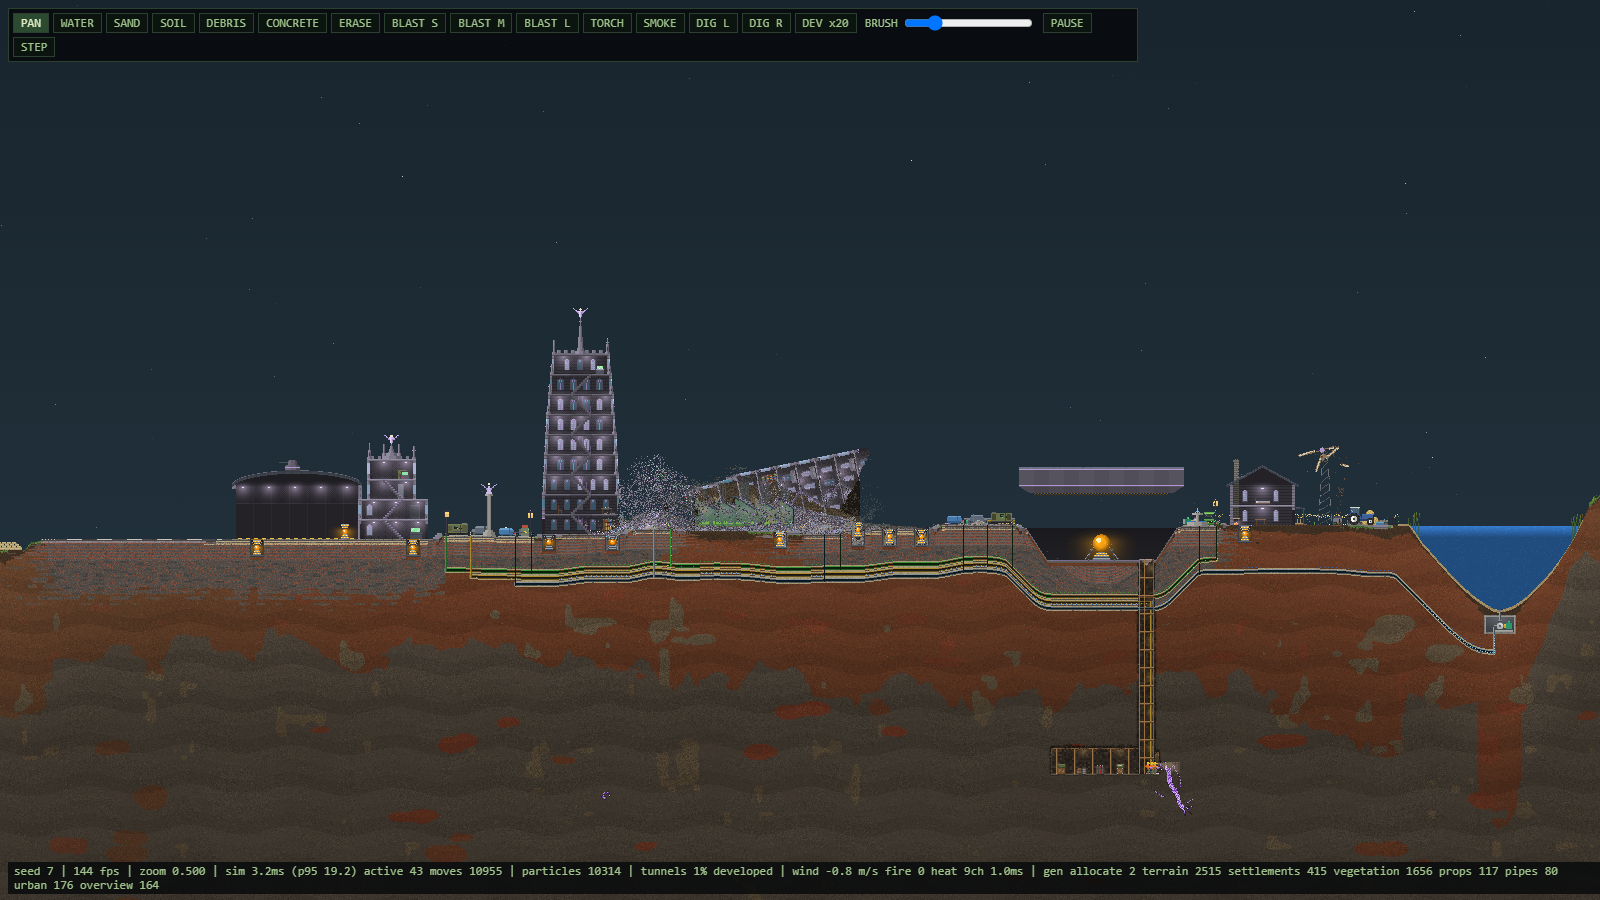 PAN WATER SAND SOIL DEBRIS CONCRETE ERASE BLAST S BLAST M BLAST L TORCH SMOKE DIG L DIG R DEV x20 BRUSH PAUSE
STEP
seed 7 | 144 fps | zoom 0.500 | sim 3.2ms (p95 19.2) active 43 moves 10955 | particles 10314 | tunnels 1% developed | wind -0.8 m/s fire 0 heat 9ch 1.0ms | gen allocate 2 terrain 2515 settlements 415 vegetation 1656 props 117 pipes 80
urban 176 overview 164